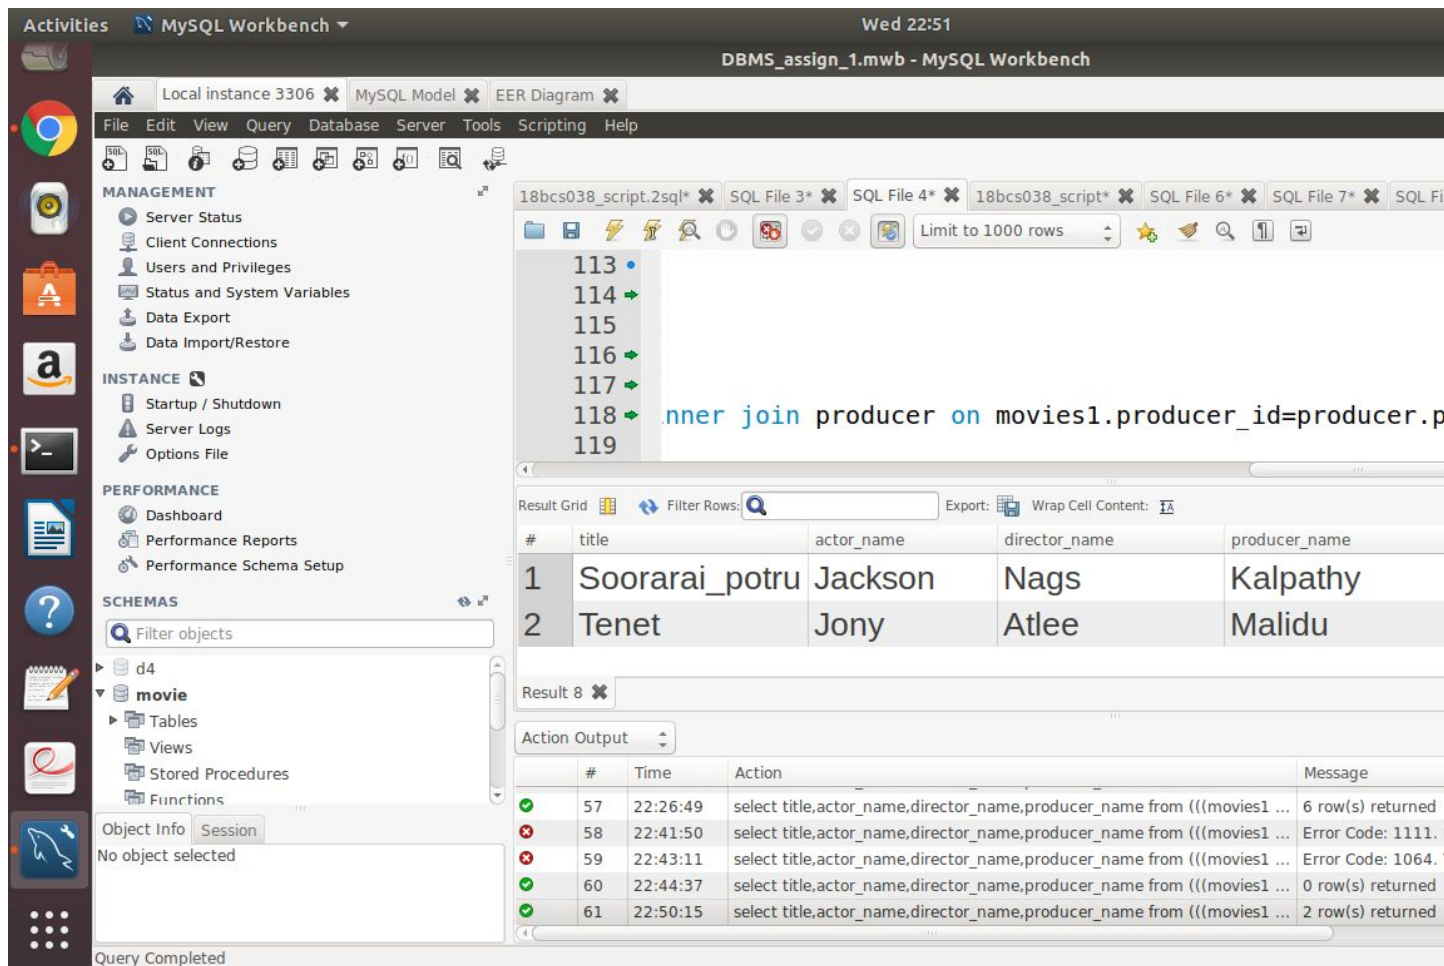 Activities MySQL Workbench Wed 22:51
DBMS_assign_1.mwb - MySQL Workbench
Local instance 3306 MySQL Model EER Diagram
File Edit View Query Database Server Tools Scripting Help
MANAGEMENT
Server Status
Client Connections
Users and Privileges
Status and System Variables
Data Export
Data Import/Restore
INSTANCE
Startup / Shutdown
Server Logs
Options File
PERFORMANCE
Dashboard
Performance Reports
Performance Schema Setup
SCHEMAS
Filter objects
d4
movie
Tables
Views
Stored Procedures
Functions
Object Info Session
No object selected
18bcs038_script.2sql* SQL File 3* SQL File 4* 18bcs038_script* SQL File 6* SQL File 7* SQL Fi
Limit to 1000 rows
113
114
115
116
117
118 nner join producer on movies1.producer_id=producer.p
119
Result Grid Filter Rows: Export: Wrap Cell Content:
# title actor_name director_name producer_name
1 Soorarai_potru Jackson Nags Kalpathy
2 Tenet Jony Atlee Malidu
Result 8
Action Output
# Time Action Message
57 22:26:49 select title,actor_name,director_name,producer_name from (((movies1 ... 6 row(s) returned
58 22:41:50 select title,actor_name,director_name,producer_name from (((movies1 ... Error Code: 1111.
59 22:43:11 select title,actor_name,director_name,producer_name from (((movies1 ... Error Code: 1064.
60 22:44:37 select title,actor_name,director_name,producer_name from (((movies1 ... 0 row(s) returned
61 22:50:15 select title,actor_name,director_name,producer_name from (((movies1 ... 2 row(s) returned
Query Completed